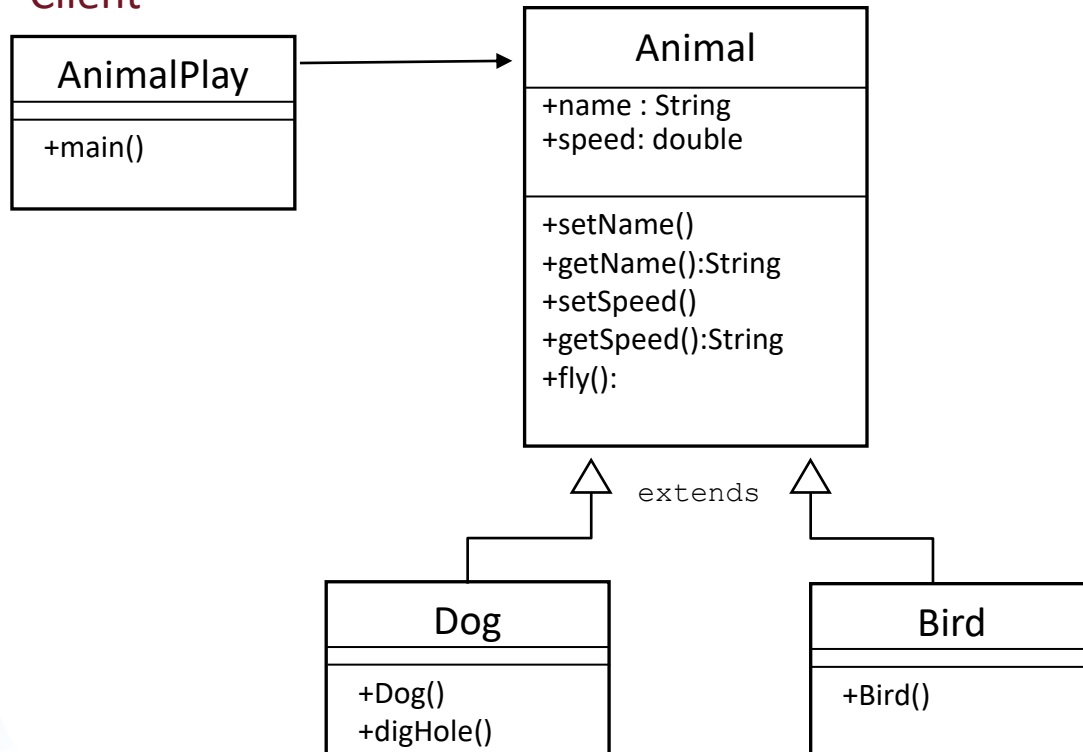 Client
AnimalPlay
+main()
Animal
+name : String
+speed: double
+setName()
+getName():String
+setSpeed()
+getSpeed():String
+fly():
extends
Dog
+Dog()
+digHole()
Bird
+Bird()